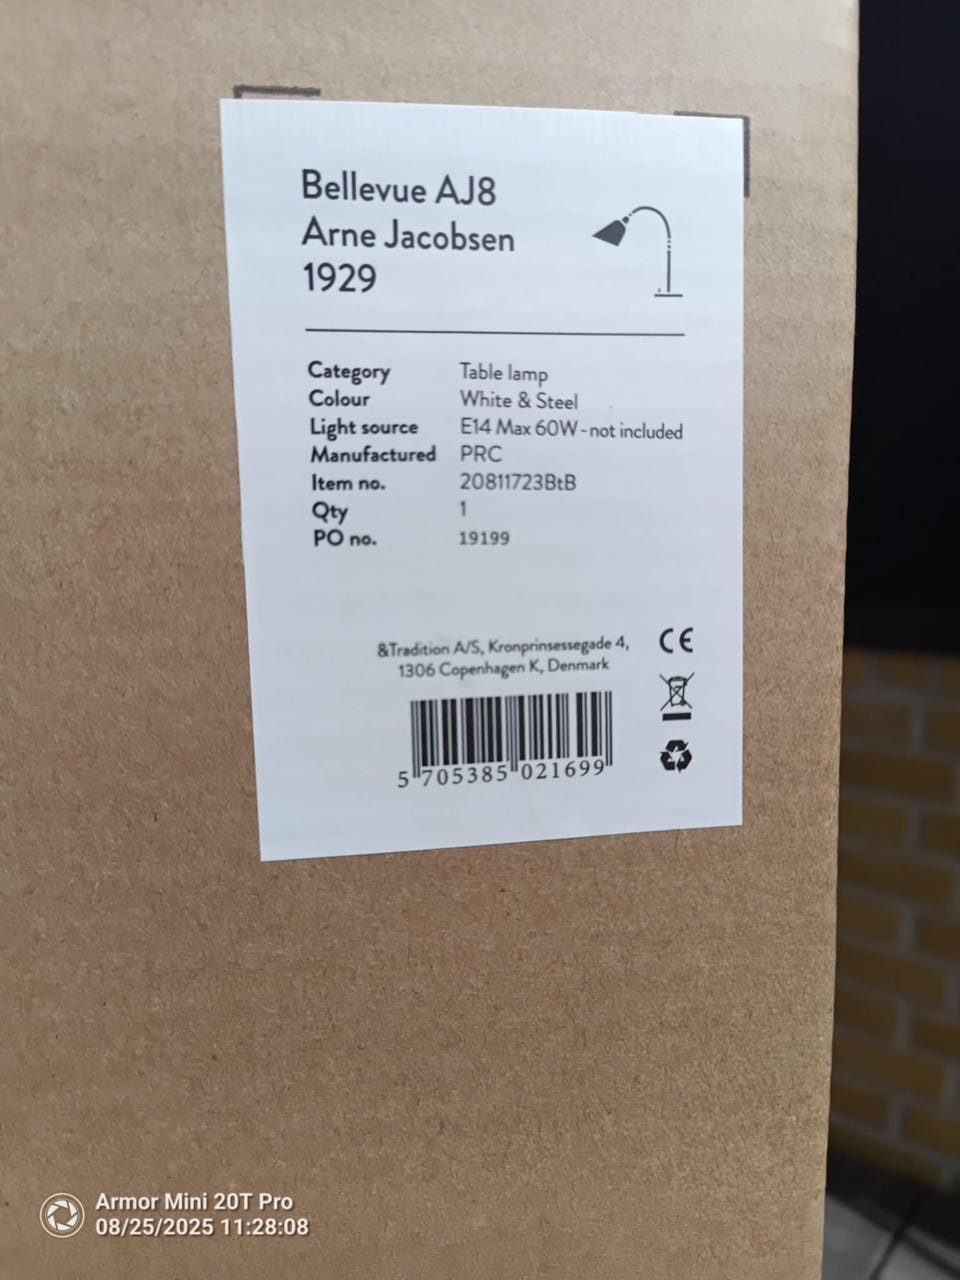 Bellevue AJ8
Arne Jacobsen
1929
Category Table lamp
Colour White & Steel
Light source E14 Max 60W - not included
Manufactured PRC
Item no. 20811723BtB
Qty 1
PO no. 19199
&Tradition A/S, Kronprinsessegade 4,
1306 Copenhagen K, Denmark
CE
5 705385 021699
Armor Mini 20T Pro
08/25/2025 11:28:08